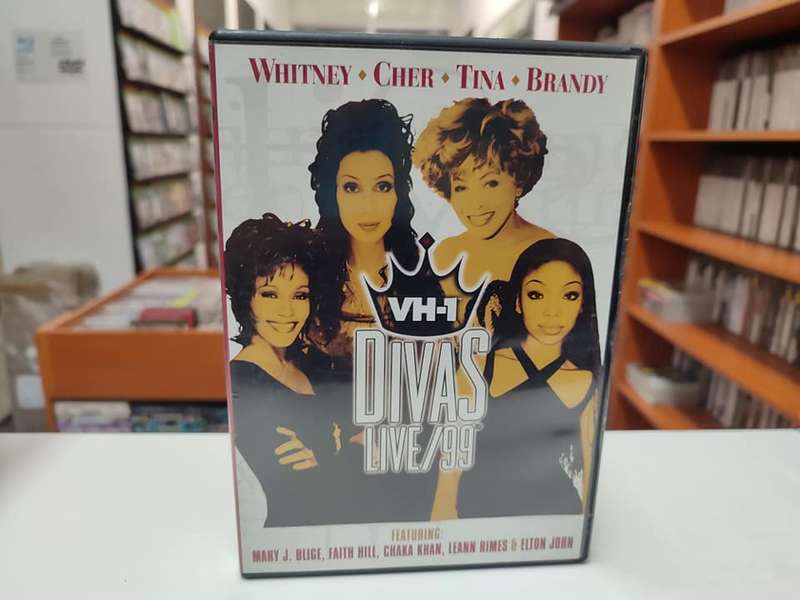 WHITNEY ◆ CHER ◆ TINA ◆ BRANDY
VH-1
DIVAS
LIVE/99
FEATURING:
MARY J. BLIGE, FAITH HILL, CHAKA KHAN, LEANN RIMES & ELTON JOHN
DVD